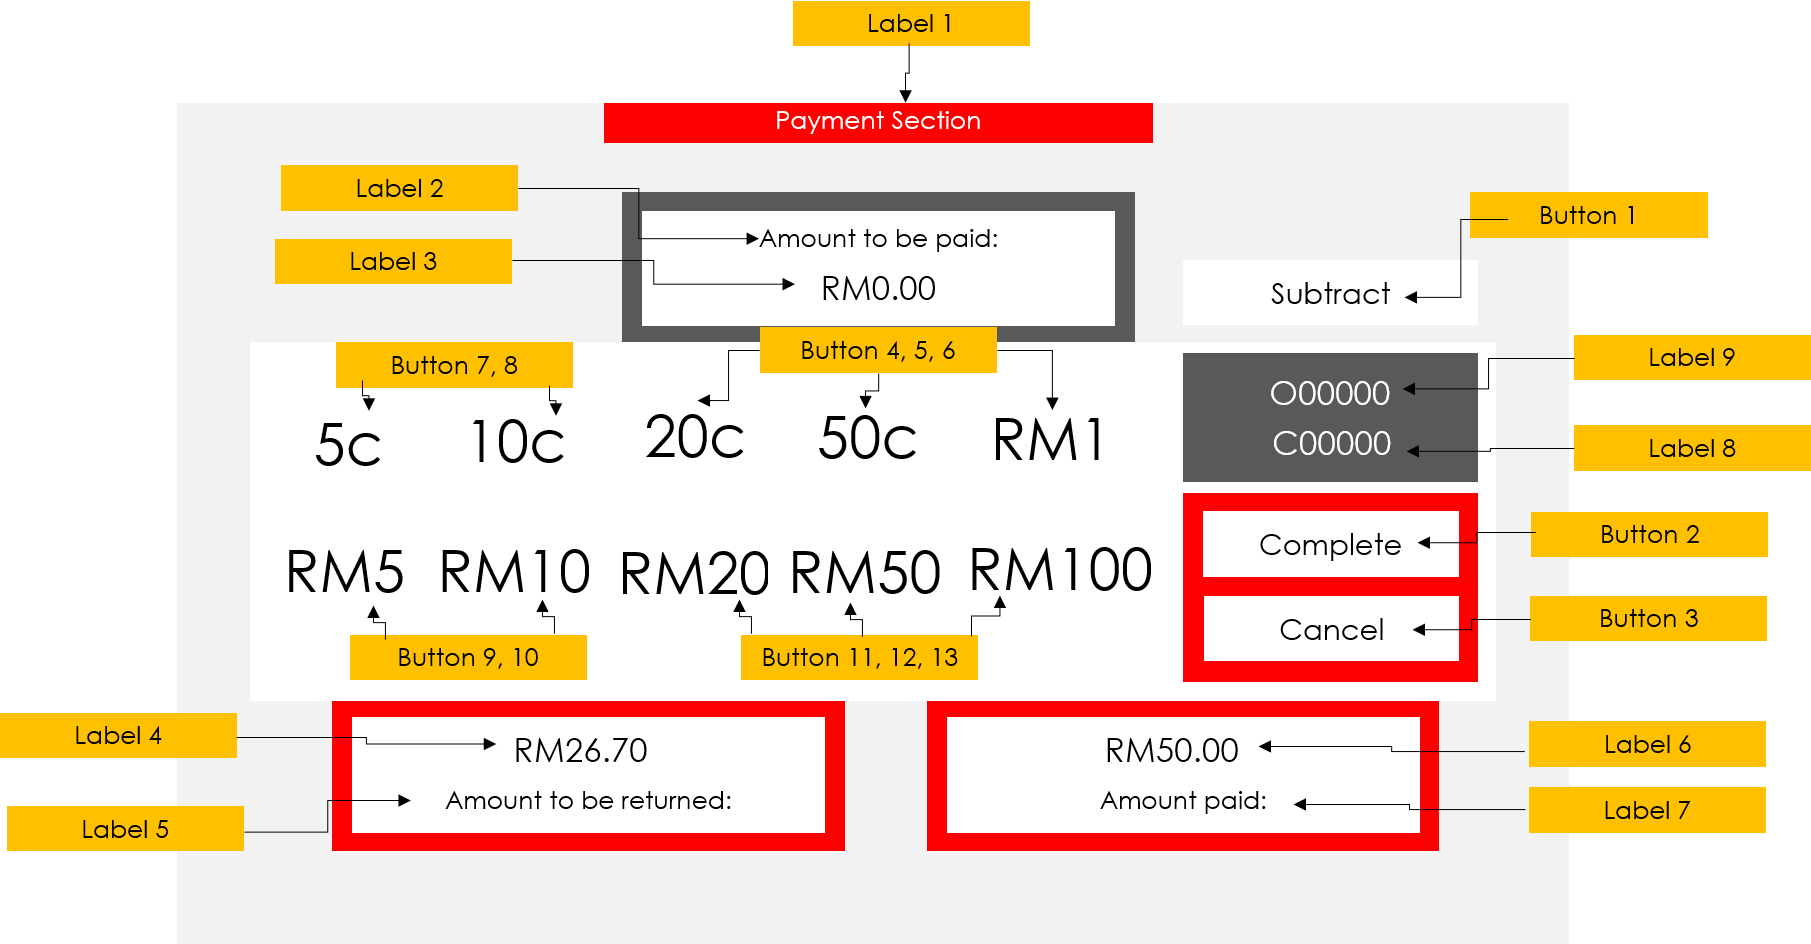 Label 1
Payment Section
Label 2
Amount to be paid:
Button 1
Label 3
RM0.00
Subtract
Button 7, 8
Button 4, 5, 6
Label 9
5c
10c
20c
50c
RM1
O00000
C00000
Label 8
RM5
RM10
RM20
RM50
RM100
Complete
Button 2
Cancel
Button 3
Button 9, 10
Button 11, 12, 13
Label 4
RM26.70
RM50.00
Label 6
Label 5
Amount to be returned:
Amount paid:
Label 7